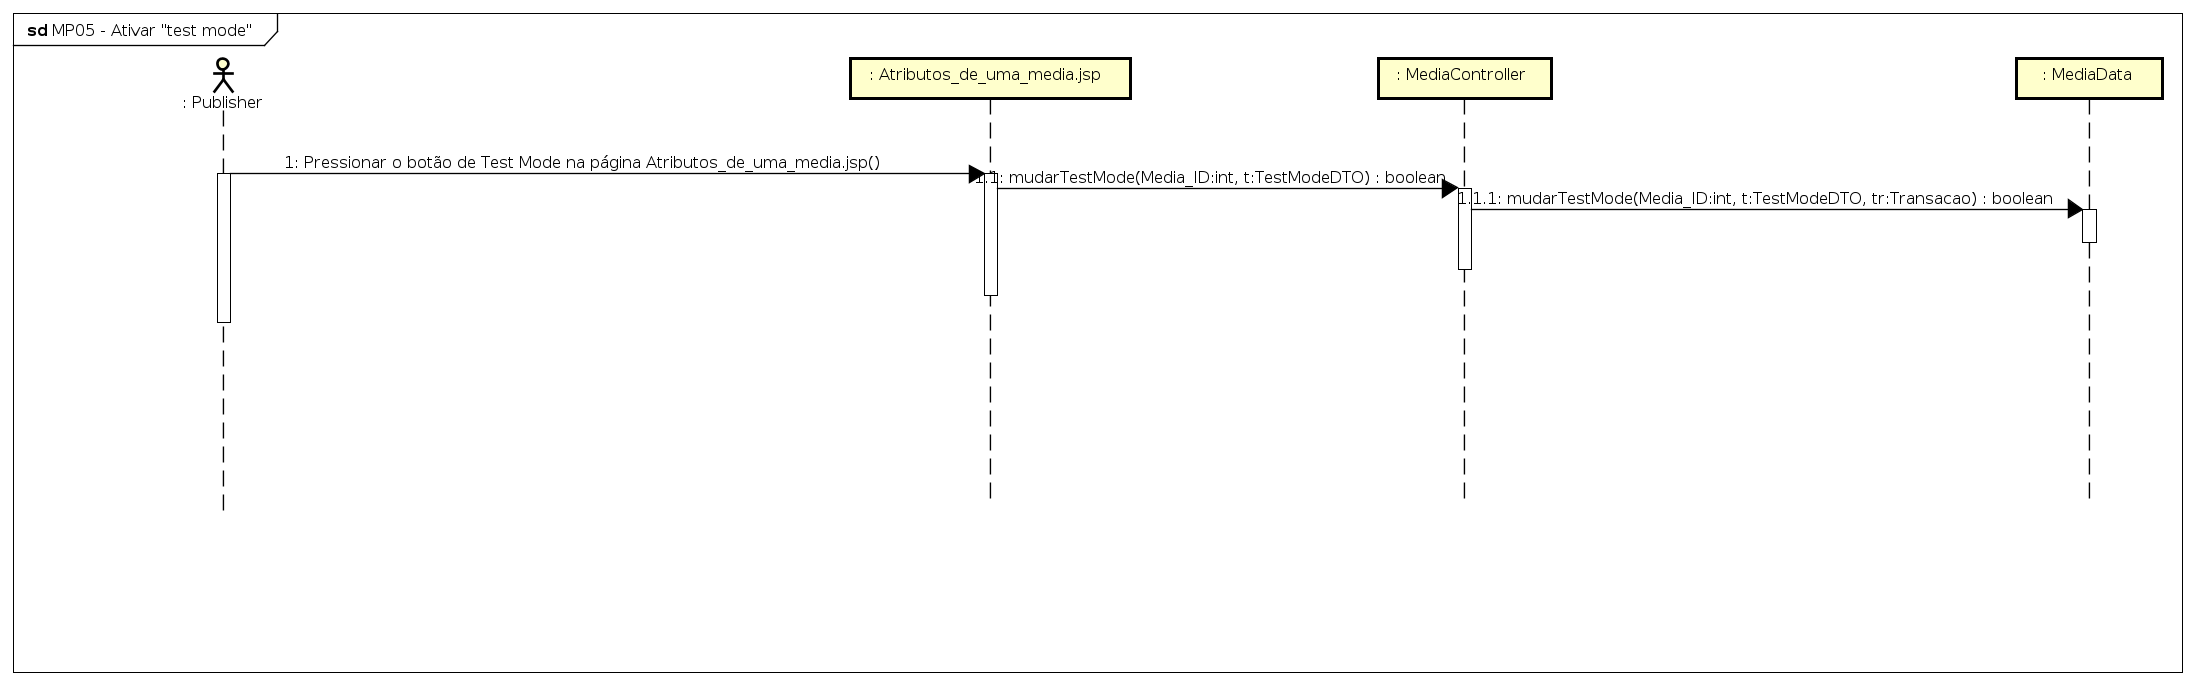 sd MP05 - Ativar "test mode"
: Publisher
: Atributos_de_uma_media.jsp
: MediaController
: MediaData
1: Pressionar o botão de Test Mode na página Atributos_de_uma_media.jsp()
1.1: mudarTestMode(Media_ID:int, t:TestModeDTO) : boolean
1.1.1: mudarTestMode(Media_ID:int, t:TestModeDTO, tr:Transacao) : boolean